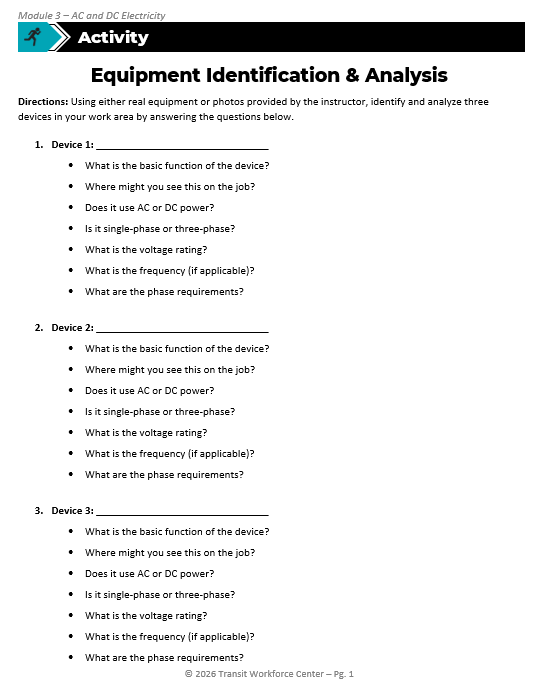 Module 3 – AC and DC Electricity
Activity
Equipment Identification & Analysis
Directions: Using either real equipment or photos provided by the instructor, identify and analyze three
devices in your work area by answering the questions below.
1. Device 1: ______________________________
• What is the basic function of the device?
• Where might you see this on the job?
• Does it use AC or DC power?
• Is it single-phase or three-phase?
• What is the voltage rating?
• What is the frequency (if applicable)?
• What are the phase requirements?
2. Device 2: ______________________________
• What is the basic function of the device?
• Where might you see this on the job?
• Does it use AC or DC power?
• Is it single-phase or three-phase?
• What is the voltage rating?
• What is the frequency (if applicable)?
• What are the phase requirements?
3. Device 3: ______________________________
• What is the basic function of the device?
• Where might you see this on the job?
• Does it use AC or DC power?
• Is it single-phase or three-phase?
• What is the voltage rating?
• What is the frequency (if applicable)?
• What are the phase requirements?
© 2026 Transit Workforce Center – Pg. 1